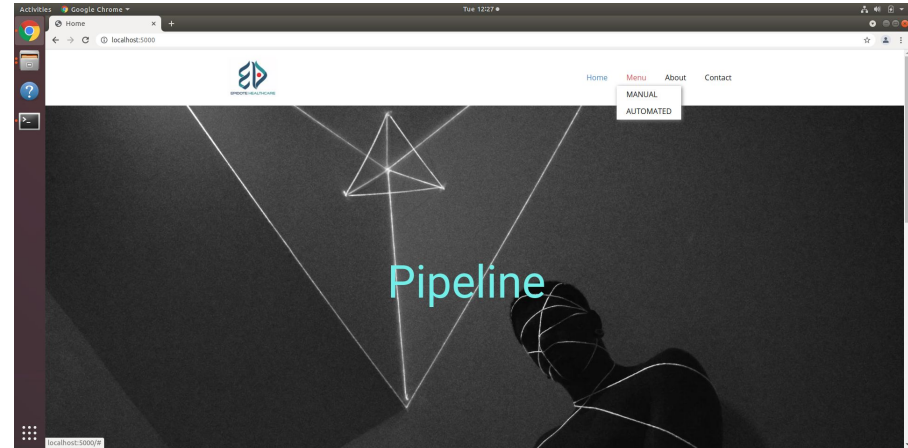 Activities Google Chrome Tue 12:27
Home
localhost:5000
Home Menu About Contact
MANUAL
AUTOMATED
Pipeline
localhost:5000/#